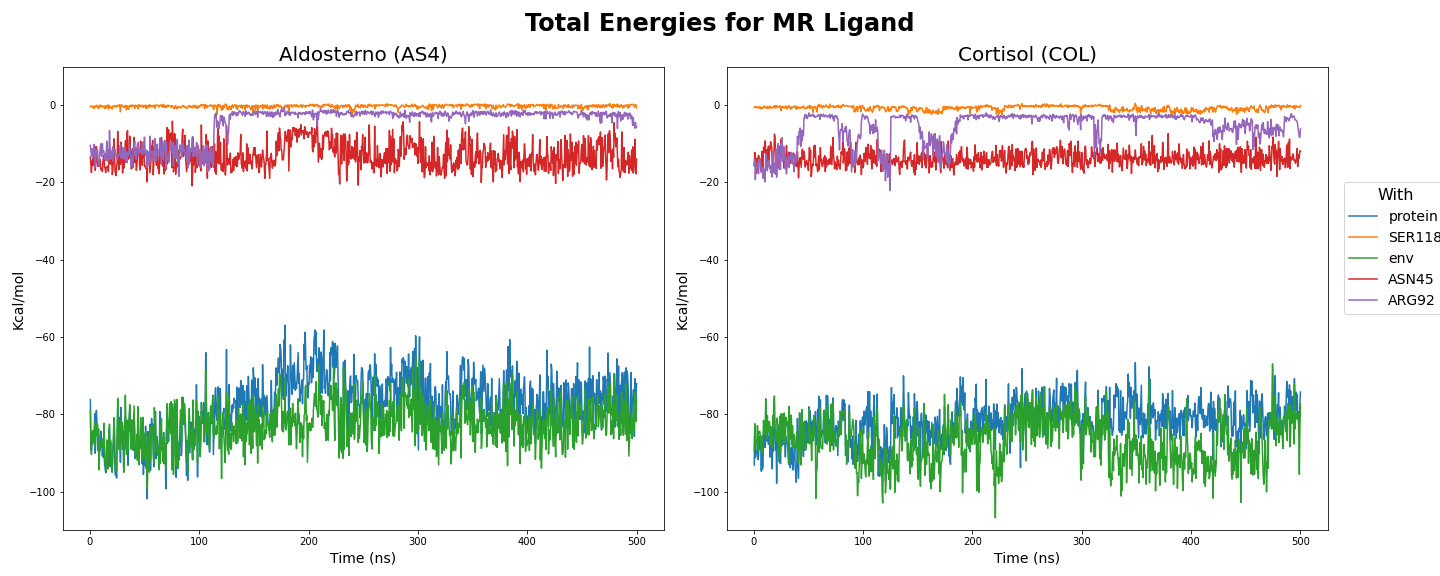 Total Energies for MR Ligand
Aldosterno (AS4)
Cortisol (COL)
Kcal/mol
0
−20
−40
−60
−80
−100
0
100
200
300
400
500
Time (ns)
Kcal/mol
0
−20
−40
−60
−80
−100
0
100
200
300
400
500
Time (ns)
With
protein
SER118
env
ASN45
ARG92